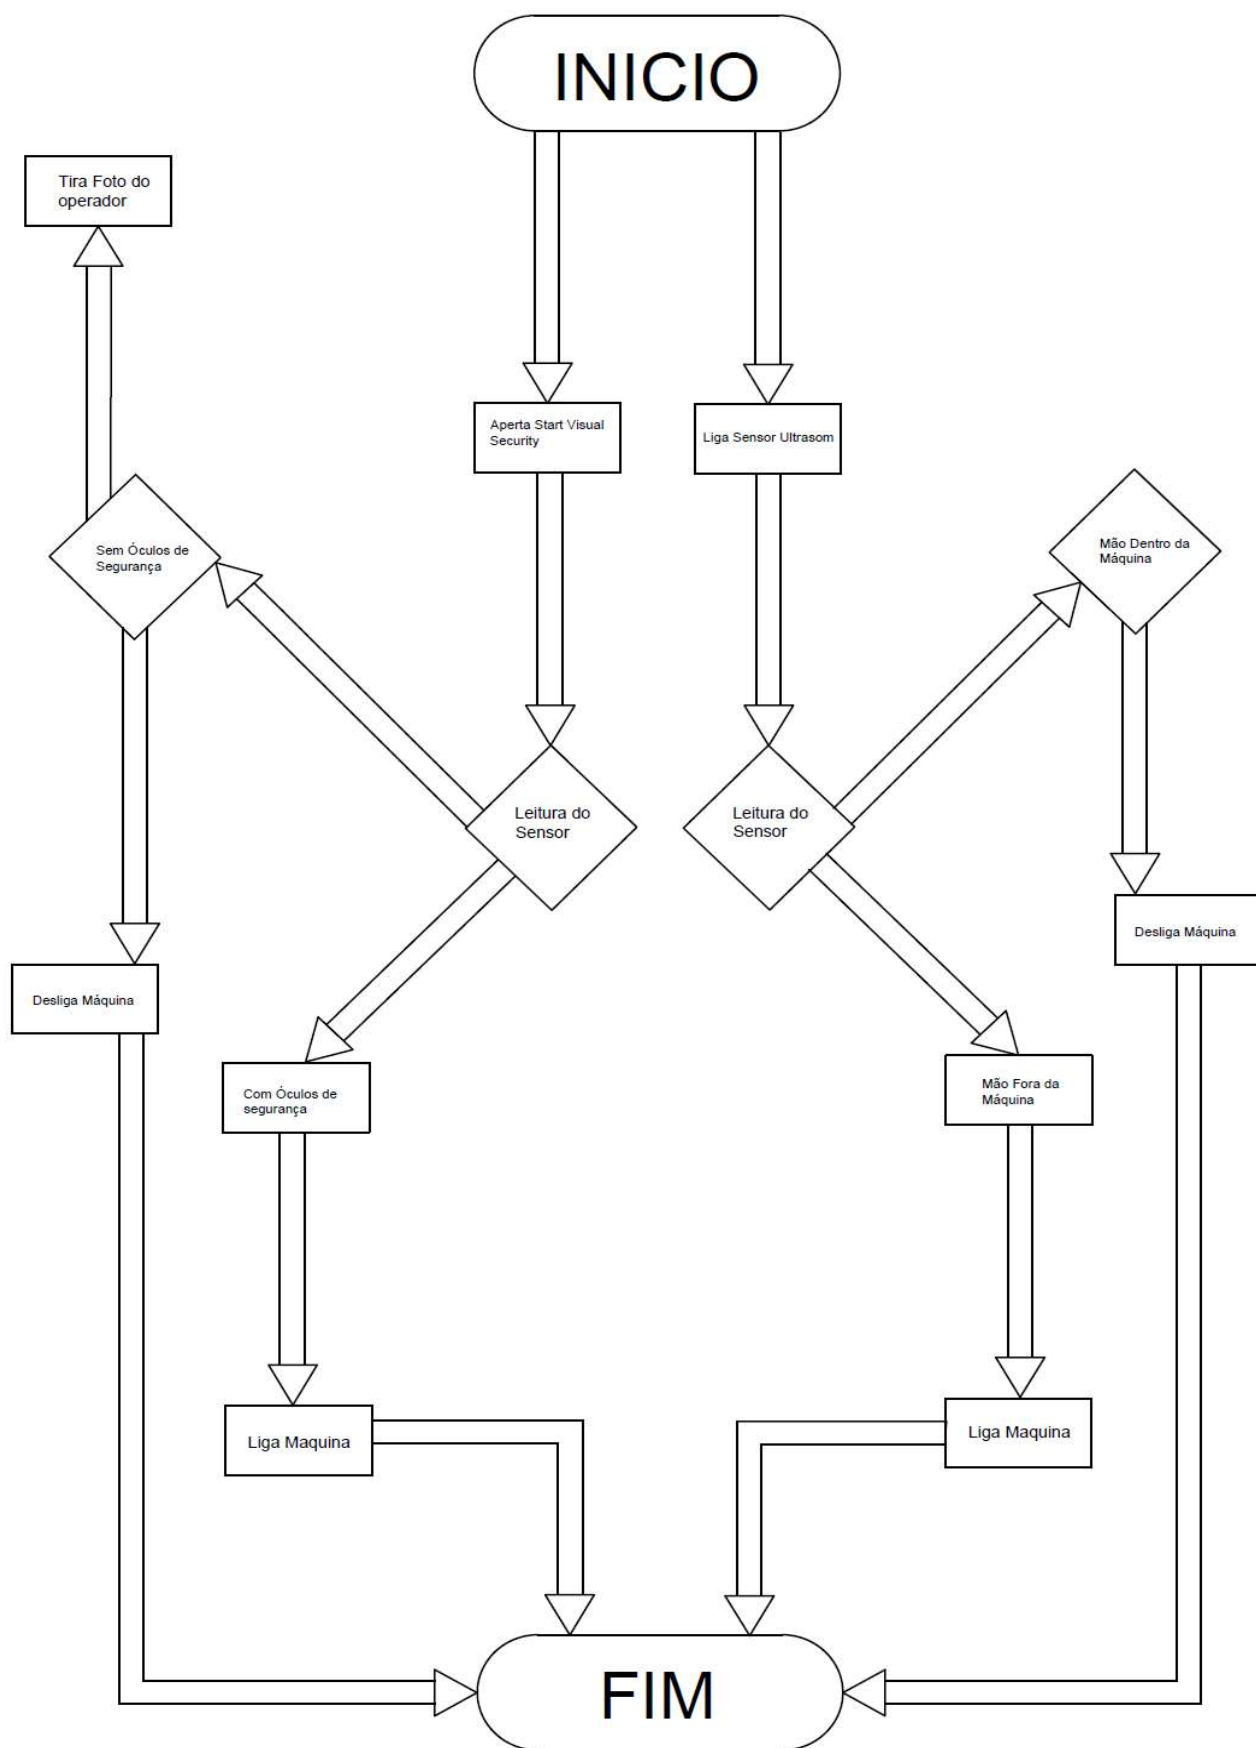 INICIO
Tira Foto do
operador
Aperta Start Visual
Security
Liga Sensor Ultrasom
Sem Óculos de
Segurança
Mão Dentro da
Máquina
Leitura do
Sensor
Leitura do
Sensor
Desliga Máquina
Desliga Máquina
Com Óculos de
segurança
Mão Fora da
Máquina
Liga Maquina
Liga Maquina
FIM